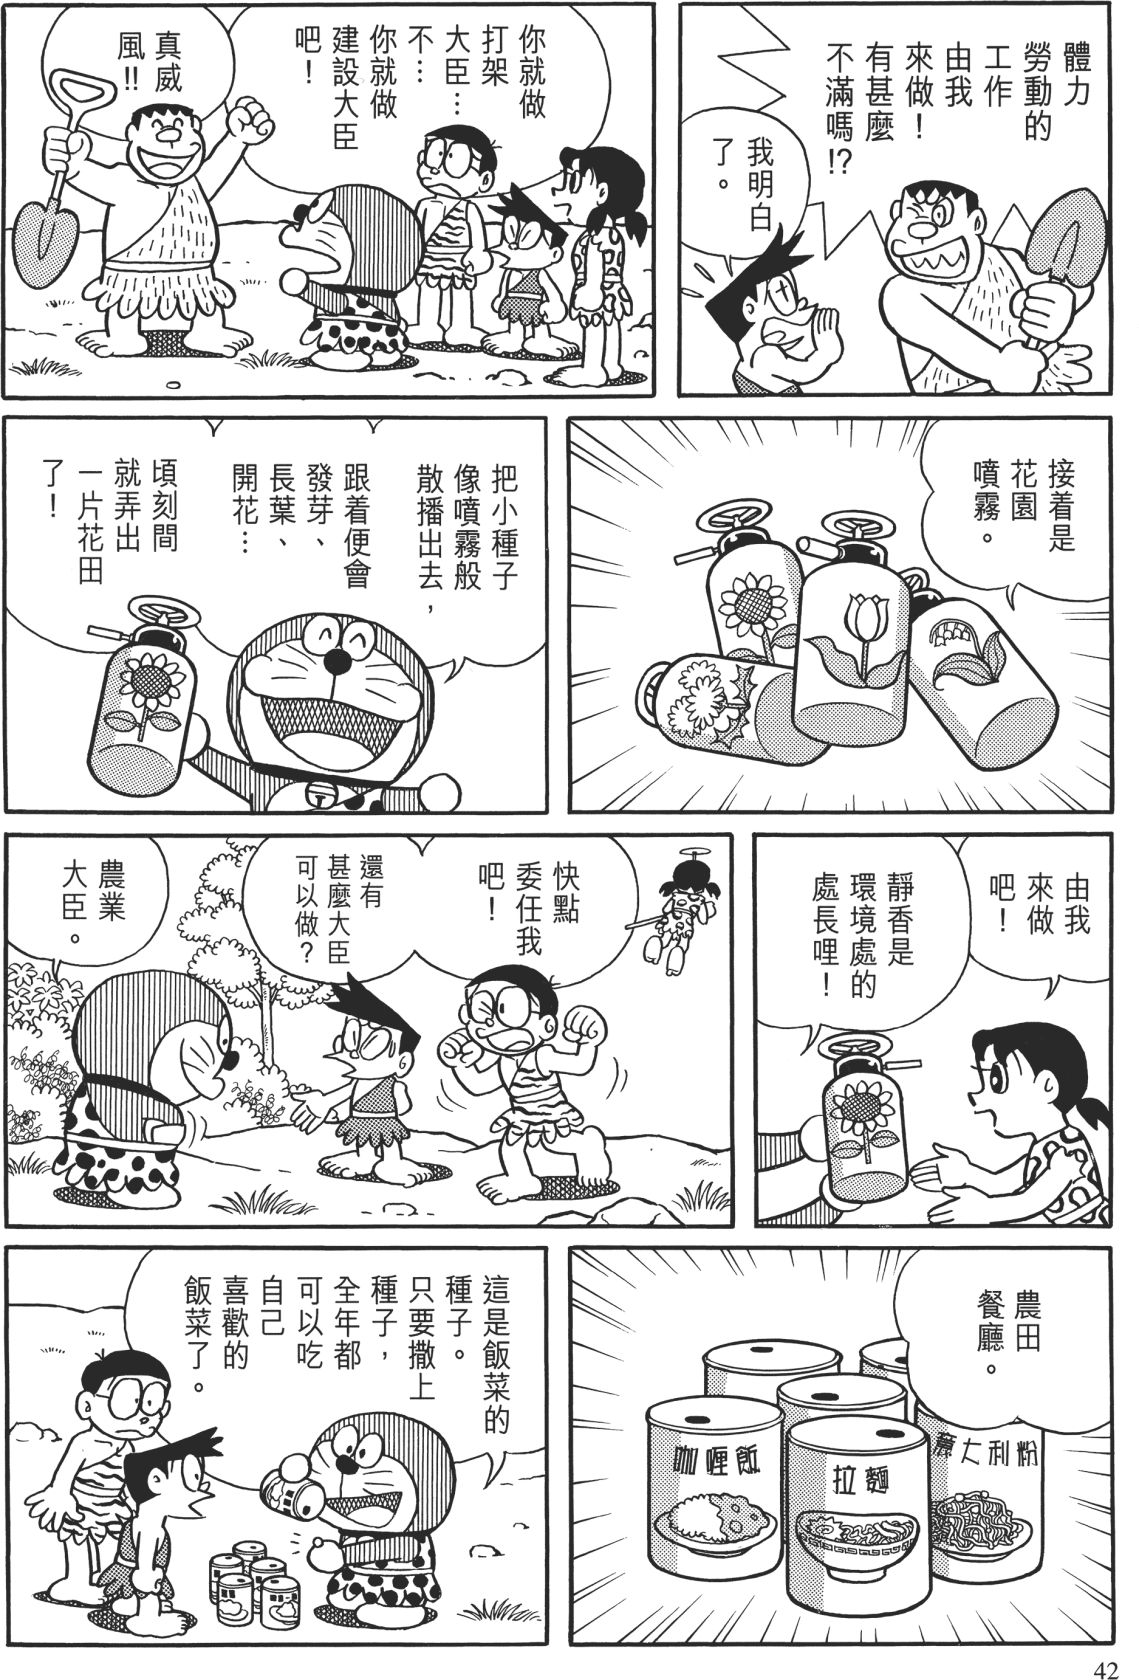 體力
勞動的
工作
由我
來做！
有甚麼
不滿嗎!?
我明白
了。
你就做
打架
大臣…
不…
你就做
建設大臣
吧！
真威
風!!
接着是
花園
噴霧。
把小種子
像噴霧般
散播出去，
跟着便會
發芽、
長葉、
開花…
頃刻間
就弄出
一片花田
了！
由我
來做
吧！
靜香是
環境處的
處長哩！
快點
委任我
吧！
還有
甚麼大臣
可以做？
農業
大臣。
農田
餐廳。
咖喱飯
拉麵
意大利粉
這是飯菜的
種子。
只要撒上
種子，
全年都
可以吃
自己
喜歡的
飯菜了。
42